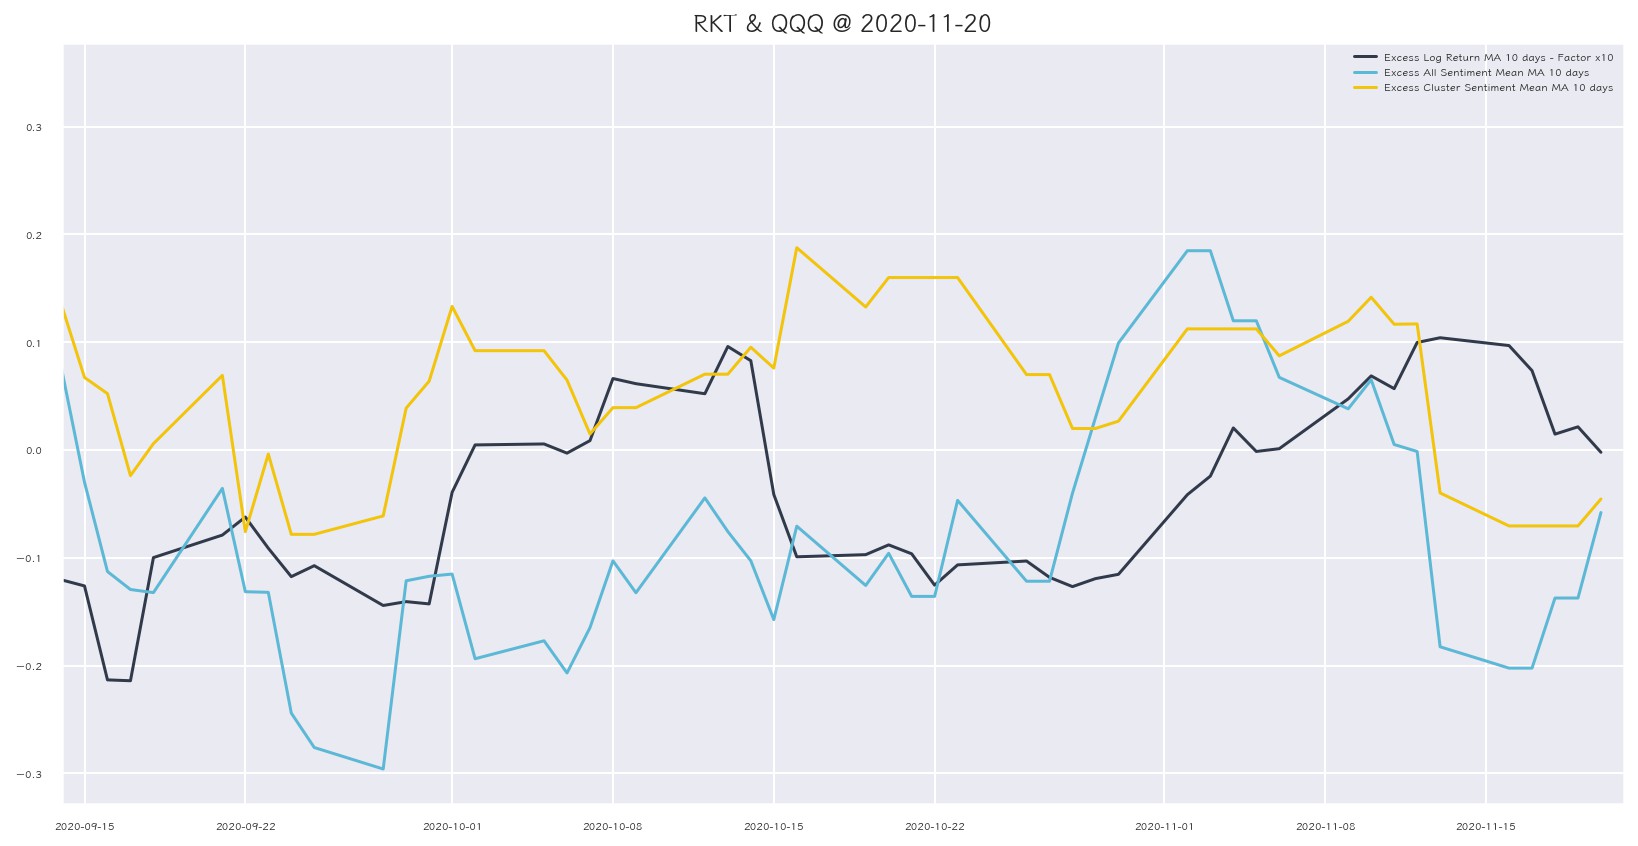 RKT & QQQ @ 2020-11-20
Excess Log Return MA 10 days - Factor x10
Excess All Sentiment Mean MA 10 days
Excess Cluster Sentiment Mean MA 10 days
0.3
0.2
0.1
0.0
−0.1
−0.2
−0.3
2020-09-15 2020-09-22 2020-10-01 2020-10-08 2020-10-15 2020-10-22 2020-11-01 2020-11-08 2020-11-15